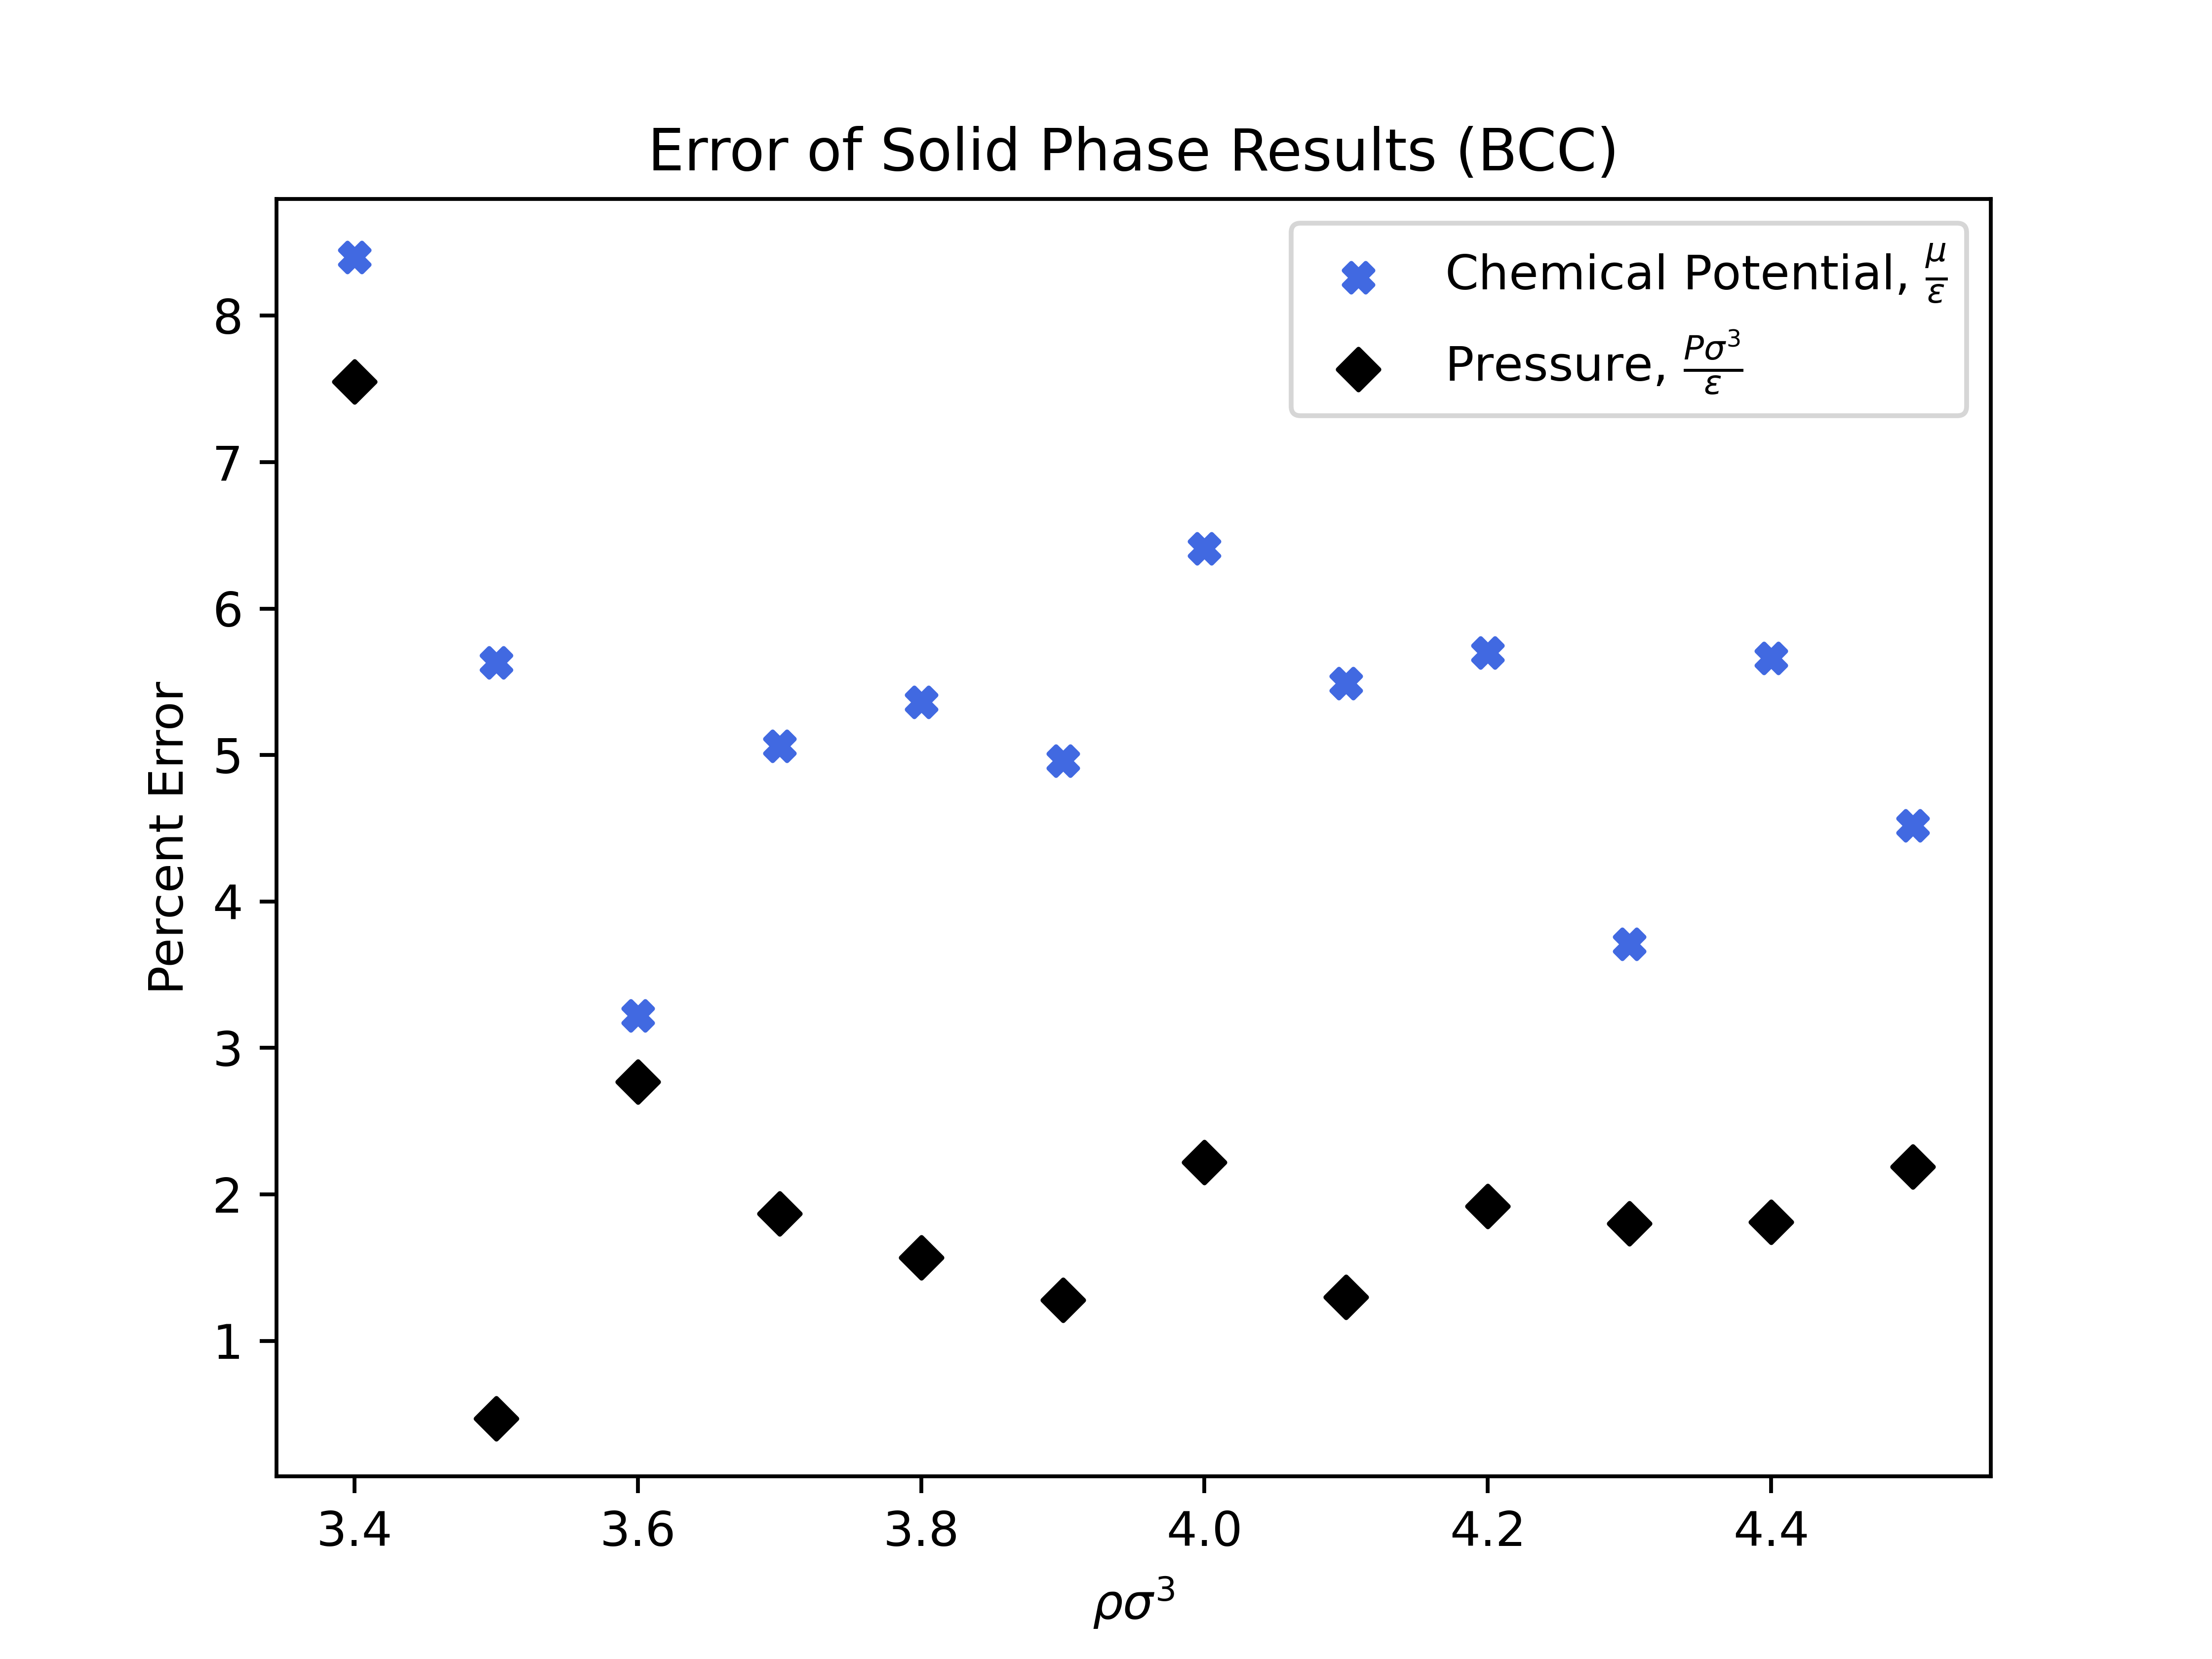 Error of Solid Phase Results (BCC)
Chemical Potential, μ/ε
Pressure, Pσ³/ε
Percent Error
8
7
6
5
4
3
2
1
3.4 3.6 3.8 4.0 4.2 4.4
ρσ³